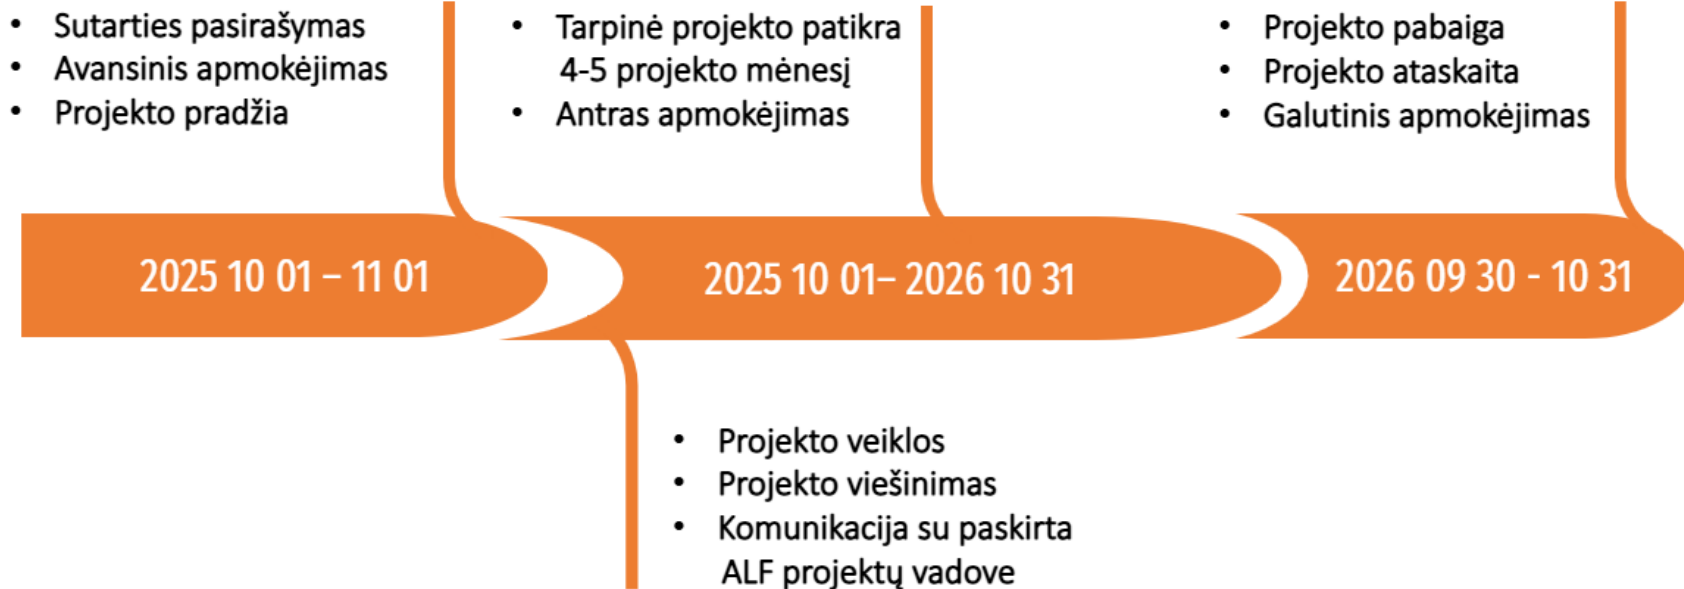 • Sutarties pasirašymas
• Avansinis apmokėjimas
• Projekto pradžia
• Tarpinė projekto patikra
4-5 projekto mėnesį
• Antras apmokėjimas
• Projekto pabaiga
• Projekto ataskaita
• Galutinis apmokėjimas
2025 10 01 – 11 01
2025 10 01– 2026 10 31
2026 09 30 - 10 31
• Projekto veiklos
• Projekto viešinimas
• Komunikacija su paskirta
ALF projektų vadove